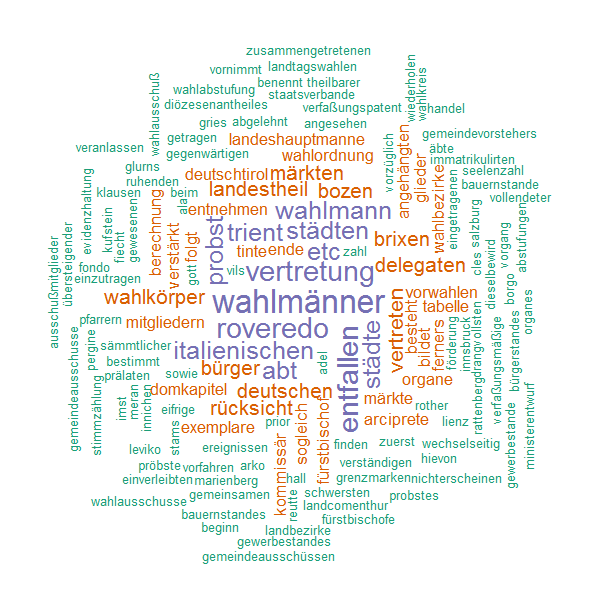 zusammengetretenen
vornimmt landtagswahlen
wahlausschuß wahlabstufung benennt theilbarer
staatsverbande wiederholen wahlkreis
diözesenantheiles verfaßungspatent handel
gries abgelehnt angesehen
veranlassen getragen landeshauptmanne vorzüglich angehängten gemeindevorstehers
gegenwärtigen wahlordnung glieder äbte
glurns deutschtirol märkten wahlbezirke immatrikulirten
evidenzhaltung ruhenden seelenzahl
klausen beim landestheil bozen eingetragenen bauernstande
gewesenen berechnung ala entnehmen wahlmann salzburg vollendeter
kufstein verstärkt probst trient städten brixen vorgang abstufungen
ausschußmitglieder übersteigender fiecht folgt tinte ende etc zahl cles
fondo gott vils vertretung delegaten dieselbe
einzutragen borgo
wahlkörper wahlmänner vertreten vorwahlen
tabelle
pfarrern mitgliedern roveredo entfallen städte besteht bildet ferners förderung innsbruck organes
gemeindeausschusse pergine sämmtlicher italienischen adel bürgerstandes
bestimmt bürger abt
prälaten sowie organe rattenberg verfaßungsmäßige
stimmzählung imst meran innichen domkapitel deutschen märkte ministerentwurf
eifrige rücksicht rother gewerbestande
stams exemplare prior sogleich fürstbischof arciprete lienz
kommissär
leviko ereignissen finden zuerst wechselseitig
pröbste vorfahren arko verständigen hievon
einverleibten marienberg hall grenzmarken nichterscheinen
wahlausschusse gemeinsamen reutte schwersten probstes
bauernstandes landcomenthur
fürstbischofe
beginn landbezirke
gewerbestandes
gemeindeausschüssen